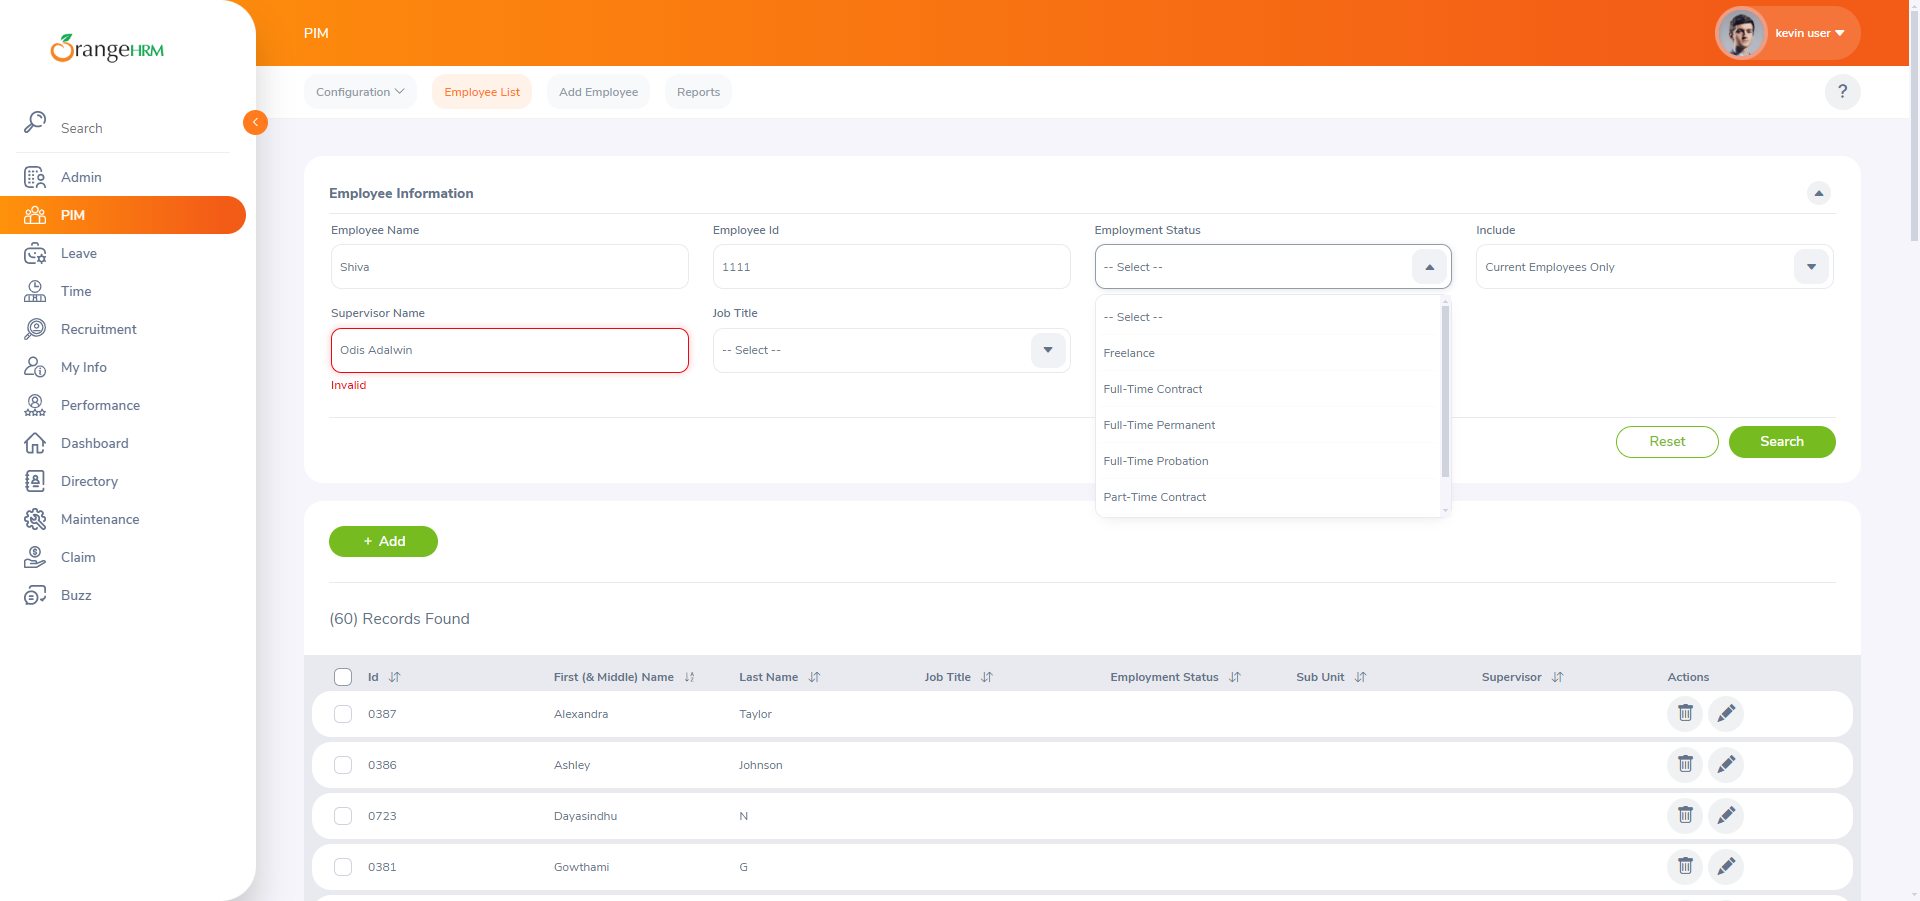 OrangeHRM
PIM
kevin user
Configuration
Employee List
Add Employee
Reports
?
Search
Admin
PIM
Leave
Time
Recruitment
My Info
Performance
Dashboard
Directory
Maintenance
Claim
Buzz
Employee Information
Employee Name
Employee Id
Employment Status
Include
Shiva
1111
-- Select --
Current Employees Only
Supervisor Name
Job Title
Odis Adalwin
-- Select --
Invalid
-- Select --
Freelance
Full-Time Contract
Full-Time Permanent
Full-Time Probation
Part-Time Contract
Reset
Search
+ Add
(60) Records Found
Id First (& Middle) Name Last Name Job Title Employment Status Sub Unit Supervisor Actions
0387 Alexandra Taylor
0386 Ashley Johnson
0723 Dayasindhu N
0381 Gowthami G